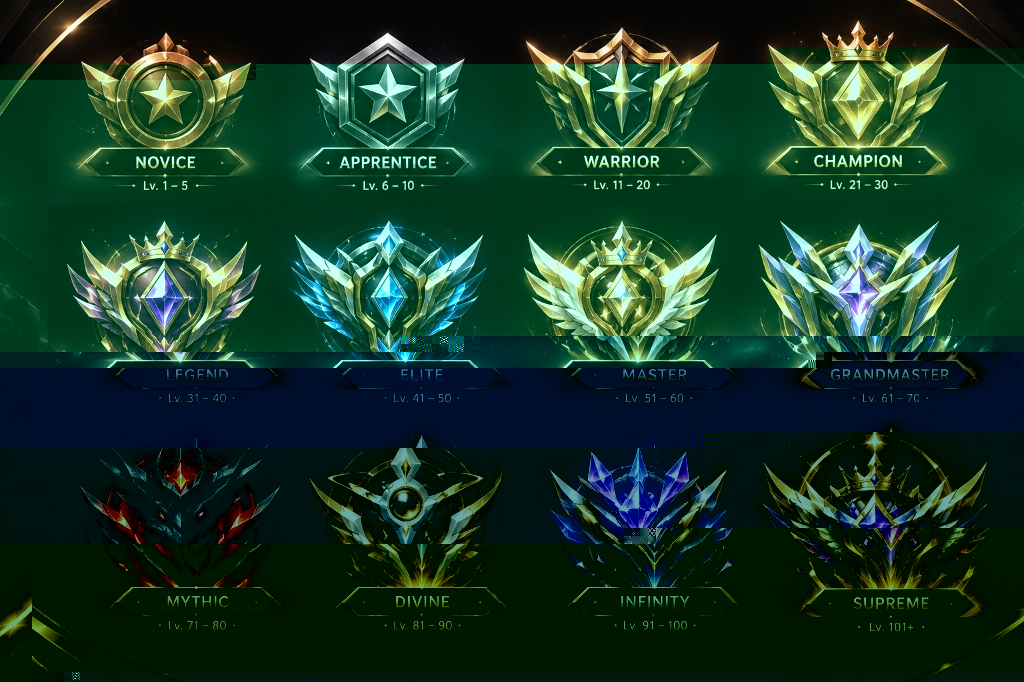 NOVICE
Lv. 1 – 5
APPRENTICE
Lv. 6 – 10
WARRIOR
Lv. 11 – 20
CHAMPION
Lv. 21 – 30
LEGEND
Lv. 31 – 40
ELITE
Lv. 41 – 50
MASTER
Lv. 51 – 60
GRANDMASTER
Lv. 61 – 70
MYTHIC
Lv. 71 – 80
DIVINE
Lv. 81 – 90
INFINITY
Lv. 91 – 100
SUPREME
Lv. 101+